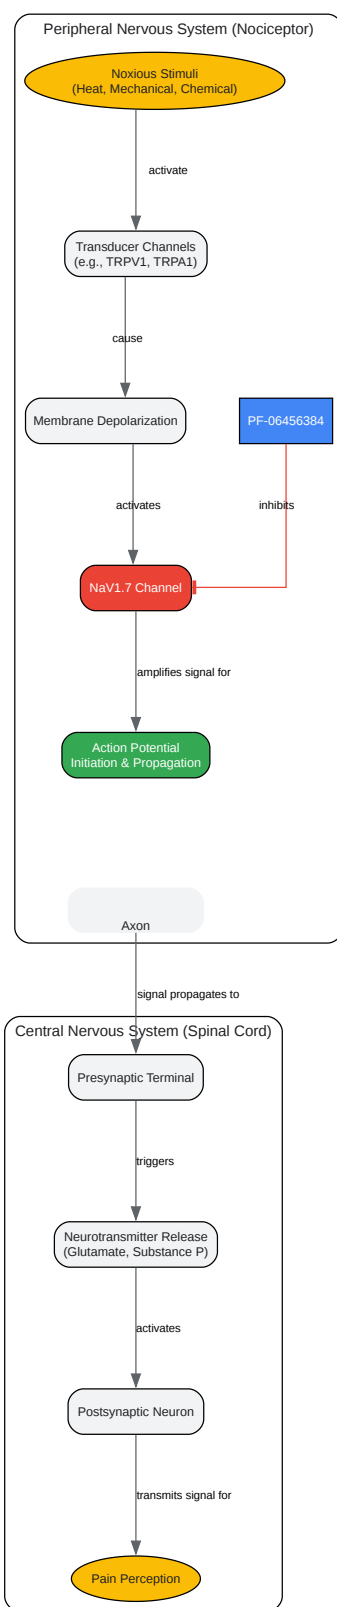 Peripheral Nervous System (Nociceptor)
Noxious Stimuli
(Heat, Mechanical, Chemical)
activate
Transducer Channels
(e.g., TRPV1, TRPA1)
cause
Membrane Depolarization
PF-06456384
activates
inhibits
NaV1.7 Channel
amplifies signal for
Action Potential
Initiation & Propagation
Axon
signal propagates to
Central Nervous System (Spinal Cord)
Presynaptic Terminal
triggers
Neurotransmitter Release
(Glutamate, Substance P)
activates
Postsynaptic Neuron
transmits signal for
Pain Perception